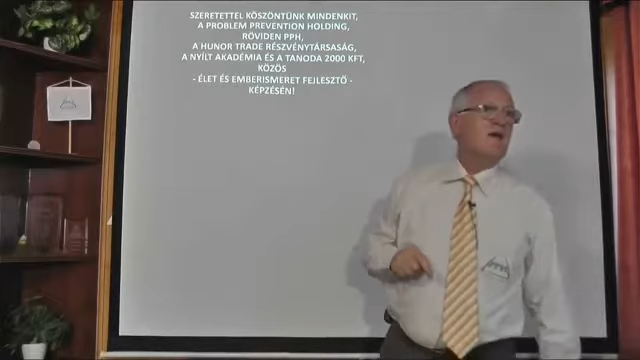 SZERETETTEL KÖSZÖNTÜNK MINDENKIT,
A PROBLEM PREVENTION HOLDING,
RÖVIDEN PPH,
A HUNOR TRADE RÉSZVÉNYTÁRSASÁG,
A NYÍLT AKADÉMIA ÉS A TANODA 2000 KFT,
KÖZÖS
- ÉLET ÉS EMBERISMERET FEJLESZTŐ -
KÉPZÉSÉN!